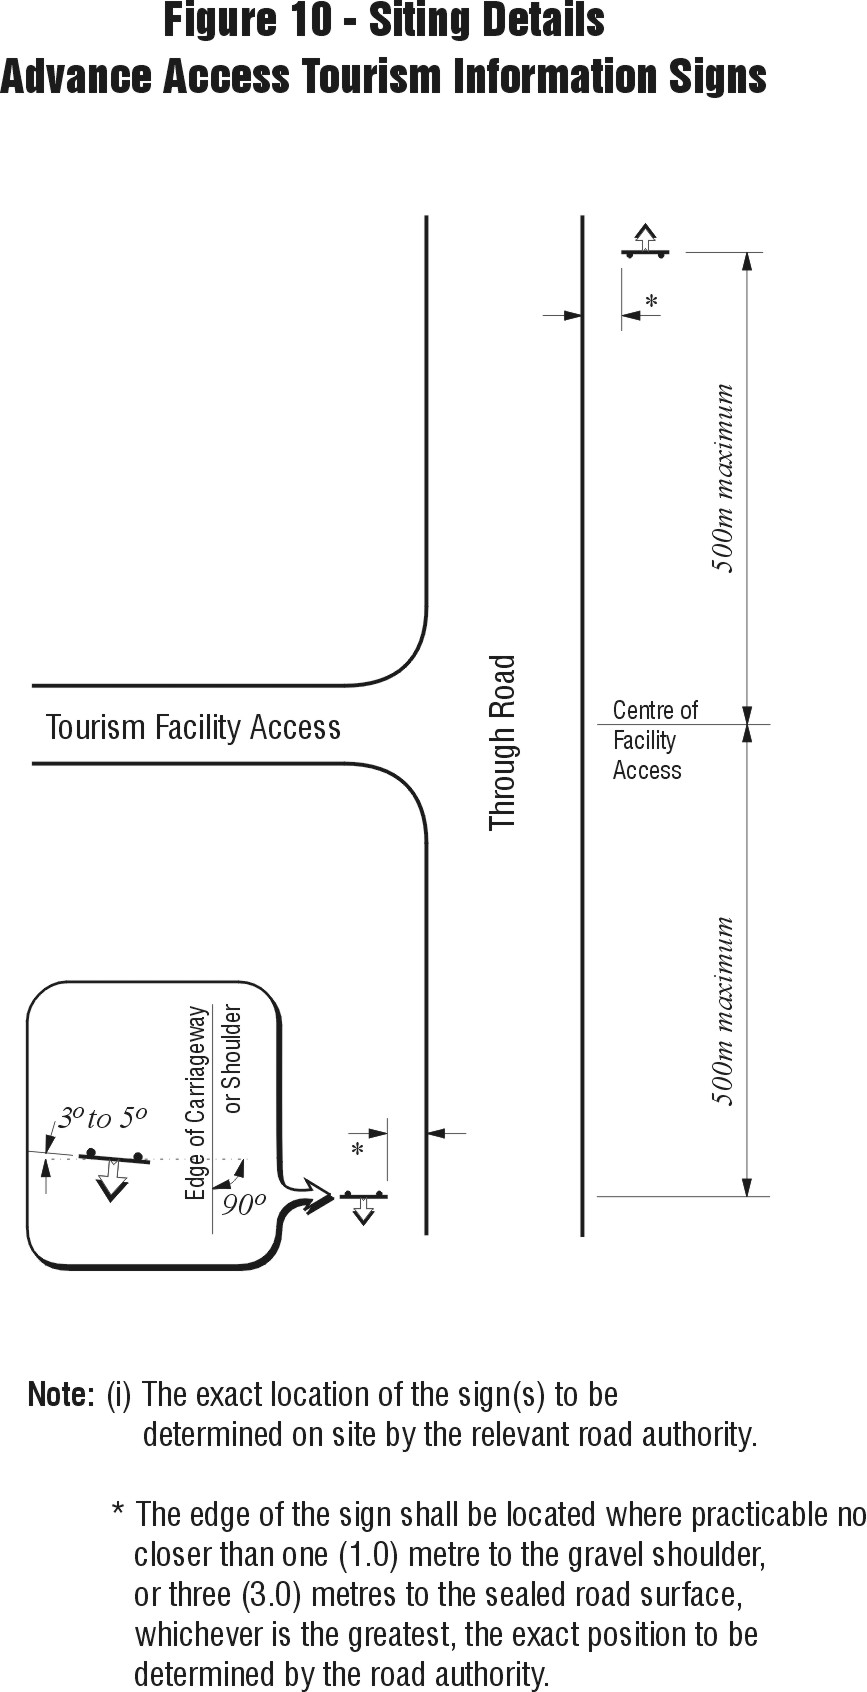 Figure 10 - Siting Details
Advance Access Tourism Information Signs
*
500m maximum
Tourism Facility Access
Through Road
Centre of
Facility
Access
500m maximum
Edge of Carriageway
or Shoulder
3º to 5º
90º
*
Note: (i) The exact location of the sign(s) to be
determined on site by the relevant road authority.
* The edge of the sign shall be located where practicable no
closer than one (1.0) metre to the gravel shoulder,
or three (3.0) metres to the sealed road surface,
whichever is the greatest, the exact position to be
determined by the road authority.